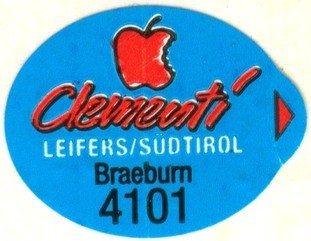 Clementi
LEIFERS/SÜDTIROL
Braeburn
4101